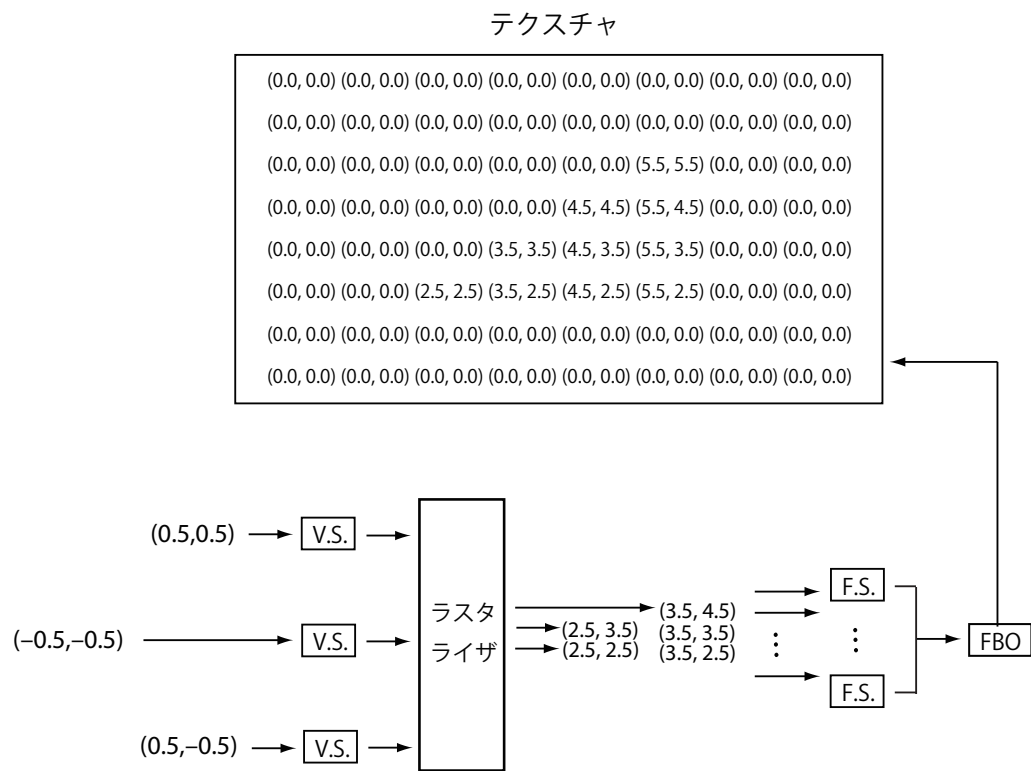 テクスチャ
(0.0, 0.0) (0.0, 0.0) (0.0, 0.0) (0.0, 0.0) (0.0, 0.0) (0.0, 0.0) (0.0, 0.0) (0.0, 0.0)
(0.0, 0.0) (0.0, 0.0) (0.0, 0.0) (0.0, 0.0) (0.0, 0.0) (0.0, 0.0) (0.0, 0.0) (0.0, 0.0)
(0.0, 0.0) (0.0, 0.0) (0.0, 0.0) (0.0, 0.0) (0.0, 0.0) (5.5, 5.5) (0.0, 0.0) (0.0, 0.0)
(0.0, 0.0) (0.0, 0.0) (0.0, 0.0) (0.0, 0.0) (4.5, 4.5) (5.5, 4.5) (0.0, 0.0) (0.0, 0.0)
(0.0, 0.0) (0.0, 0.0) (0.0, 0.0) (3.5, 3.5) (4.5, 3.5) (5.5, 3.5) (0.0, 0.0) (0.0, 0.0)
(0.0, 0.0) (0.0, 0.0) (2.5, 2.5) (3.5, 2.5) (4.5, 2.5) (5.5, 2.5) (0.0, 0.0) (0.0, 0.0)
(0.0, 0.0) (0.0, 0.0) (0.0, 0.0) (0.0, 0.0) (0.0, 0.0) (0.0, 0.0) (0.0, 0.0) (0.0, 0.0)
(0.0, 0.0) (0.0, 0.0) (0.0, 0.0) (0.0, 0.0) (0.0, 0.0) (0.0, 0.0) (0.0, 0.0) (0.0, 0.0)
(0.5,0.5)
V.S.
(–0.5,–0.5)
V.S.
(0.5,–0.5)
V.S.
ラスタ
ライザ
(2.5, 3.5)
(2.5, 2.5)
(3.5, 4.5)
(3.5, 3.5)
(3.5, 2.5)
F.S.
F.S.
FBO